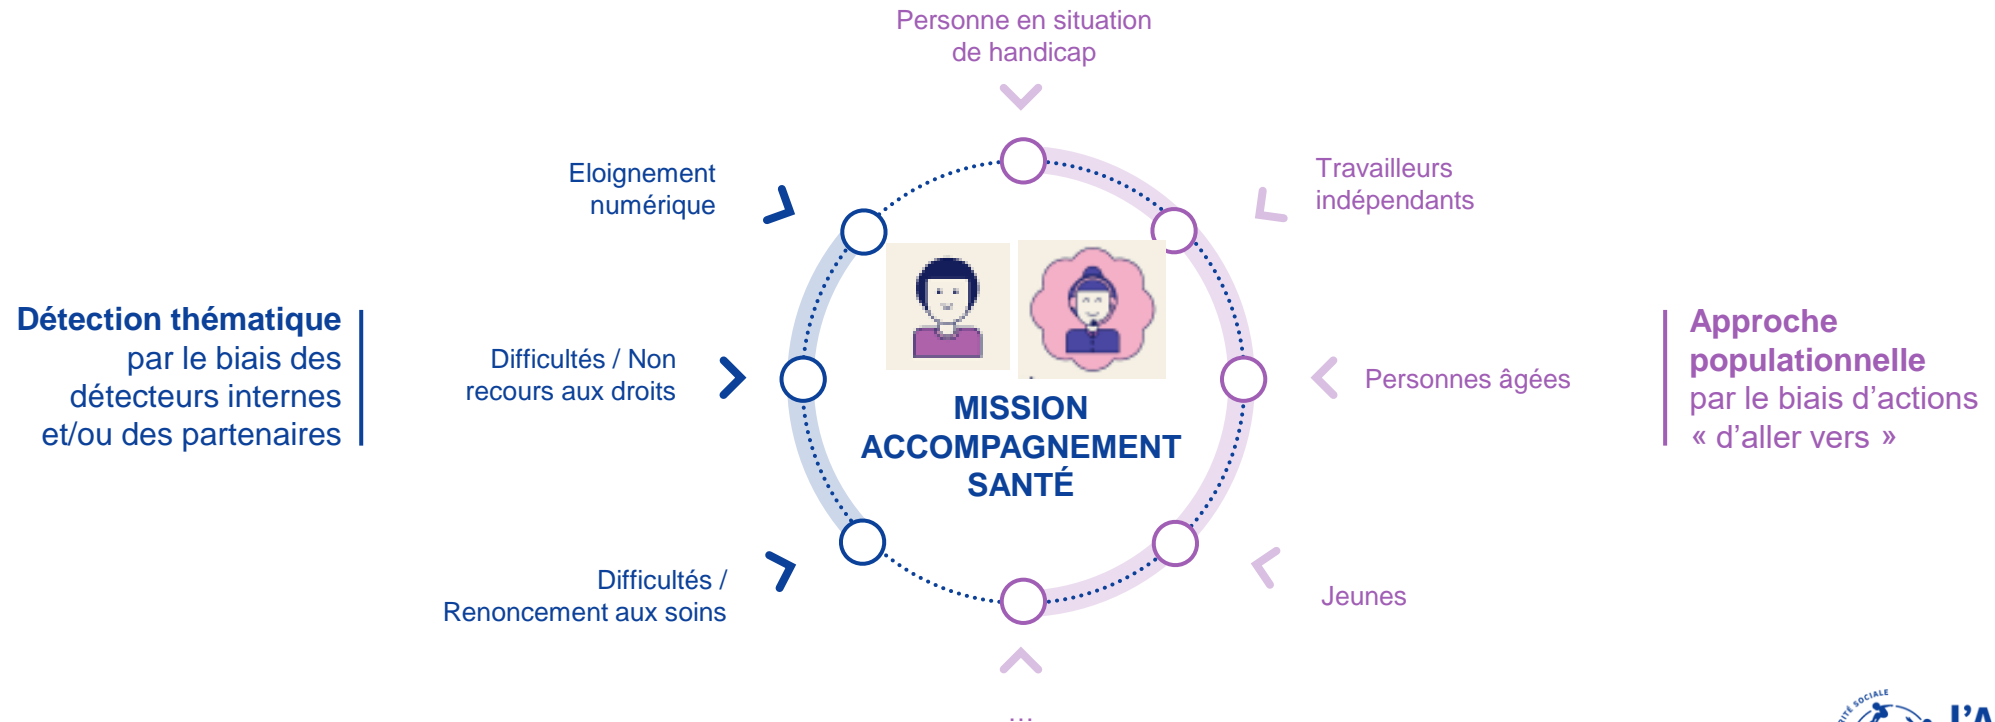 Personne en situation
de handicap
Eloignement
numérique
Travailleurs
indépendants
Détection thématique
par le biais des
détecteurs internes
et/ou des partenaires
Difficultés / Non
recours aux droits
MISSION
ACCOMPAGNEMENT
SANTÉ
Personnes âgées
Approche
populationnelle
par le biais d’actions
« d’aller vers »
Difficultés /
Renoncement aux soins
Jeunes
...
SOCIALE